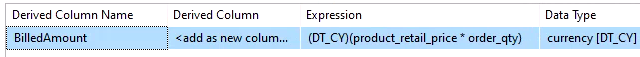 Derived Column Name Derived Column Expression Data Type
BilledAmount <add as new colum... (DT_CY)(product_retail_price * order_qty) currency [DT_CY]